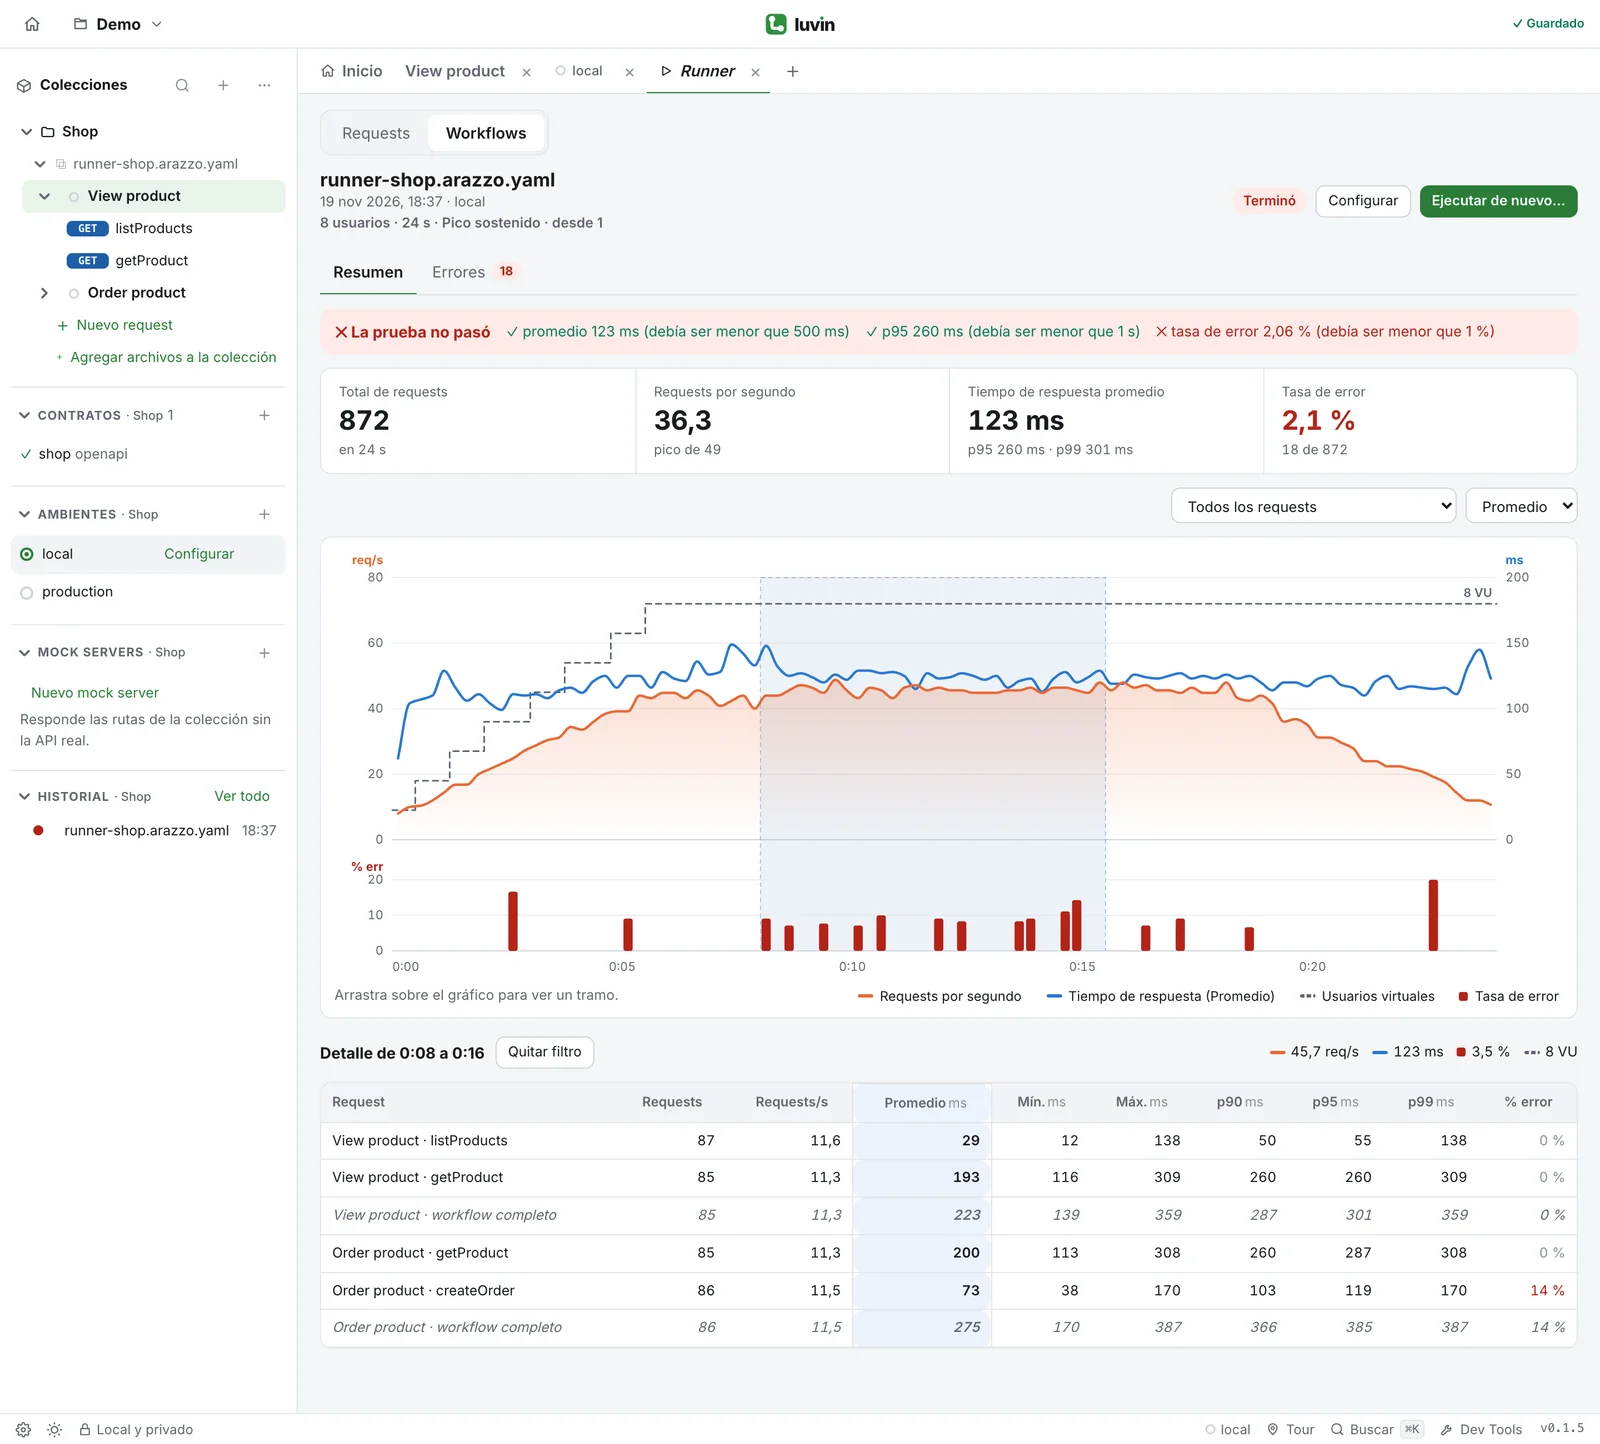 Demo
luvin
Guardado
Colecciones
Inicio
View product
local
Runner
Shop
runner-shop.arazzo.yaml
View product
GET listProducts
GET getProduct
Order product
Nuevo request
Agregar archivos a la colección
CONTRATOS · Shop 1
shop openapi
AMBIENTES · Shop
local Configurar
production
MOCK SERVERS · Shop
Nuevo mock server
Responde las rutas de la colección sin
la API real.
HISTORIAL · Shop Ver todo
runner-shop.arazzo.yaml 18:37
Requests Workflows
runner-shop.arazzo.yaml
19 nov 2026, 18:37 · local
8 usuarios · 24 s · Pico sostenido · desde 1
Terminó Configurar Ejecutar de nuevo...
Resumen Errores 18
La prueba no pasó promedio 123 ms (debía ser menor que 500 ms) p95 260 ms (debía ser menor que 1 s) tasa de error 2,06 % (debía ser menor que 1 %)
Total de requests
872
en 24 s
Requests por segundo
36,3
pico de 49
Tiempo de respuesta promedio
123 ms
p95 260 ms · p99 301 ms
Tasa de error
2,1 %
18 de 872
Todos los requests Promedio
req/s ms
80 200
8 VU
60 150
40 100
20 50
0 0
% err
20
10
0
0:00 0:05 0:10 0:15 0:20
Arrastra sobre el gráfico para ver un tramo.
Requests por segundo Tiempo de respuesta (Promedio) Usuarios virtuales Tasa de error
Detalle de 0:08 a 0:16 Quitar filtro 45,7 req/s 123 ms 3,5 % 8 VU
Request Requests Requests/s Promedio ms Mín. ms Máx. ms p90 ms p95 ms p99 ms % error
View product · listProducts 87 11,6 29 12 138 50 55 138 0 %
View product · getProduct 85 11,3 193 116 309 260 260 309 0 %
View product · workflow completo 85 11,3 223 139 359 287 301 359 0 %
Order product · getProduct 85 11,3 200 113 308 260 287 308 0 %
Order product · createOrder 86 11,5 73 38 170 103 119 170 14 %
Order product · workflow completo 86 11,5 275 170 387 366 385 387 14 %
Local y privado
local Tour Buscar ⌘K Dev Tools v0.1.5